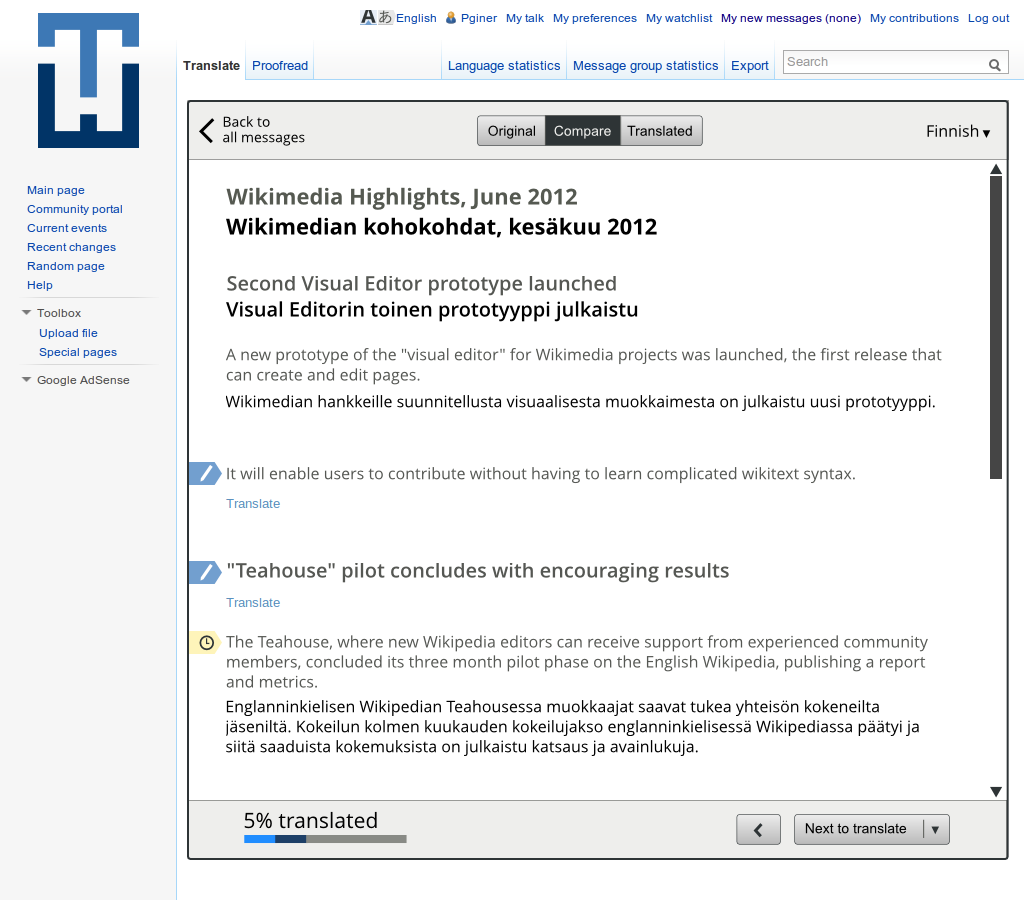 Aあ English Pginer My talk My preferences My watchlist My new messages (none) My contributions Log out
Translate Proofread Language statistics Message group statistics Export Search
Main page
Community portal
Current events
Recent changes
Random page
Help
Toolbox
Upload file
Special pages
Google AdSense
Back to
all messages
Original Compare Translated
Finnish
Wikimedia Highlights, June 2012
Wikimedian kohokohdat, kesäkuu 2012
Second Visual Editor prototype launched
Visual Editorin toinen prototyyppi julkaistu
A new prototype of the "visual editor" for Wikimedia projects was launched, the first release that
can create and edit pages.
Wikimedian hankkeille suunnitellusta visuaalisesta muokkaimesta on julkaistu uusi prototyyppi.
It will enable users to contribute without having to learn complicated wikitext syntax.
Translate
"Teahouse" pilot concludes with encouraging results
Translate
The Teahouse, where new Wikipedia editors can receive support from experienced community
members, concluded its three month pilot phase on the English Wikipedia, publishing a report
and metrics.
Englanninkielisen Wikipedian Teahousessa muokkaajat saavat tukea yhteisön kokeneilta
jäseniltä. Kokeilun kolmen kuukauden kokeilujakso englanninkielisessä Wikipediassa päätyi ja
siitä saaduista kokemuksista on julkaistu katsaus ja avainlukuja.
5% translated
Next to translate